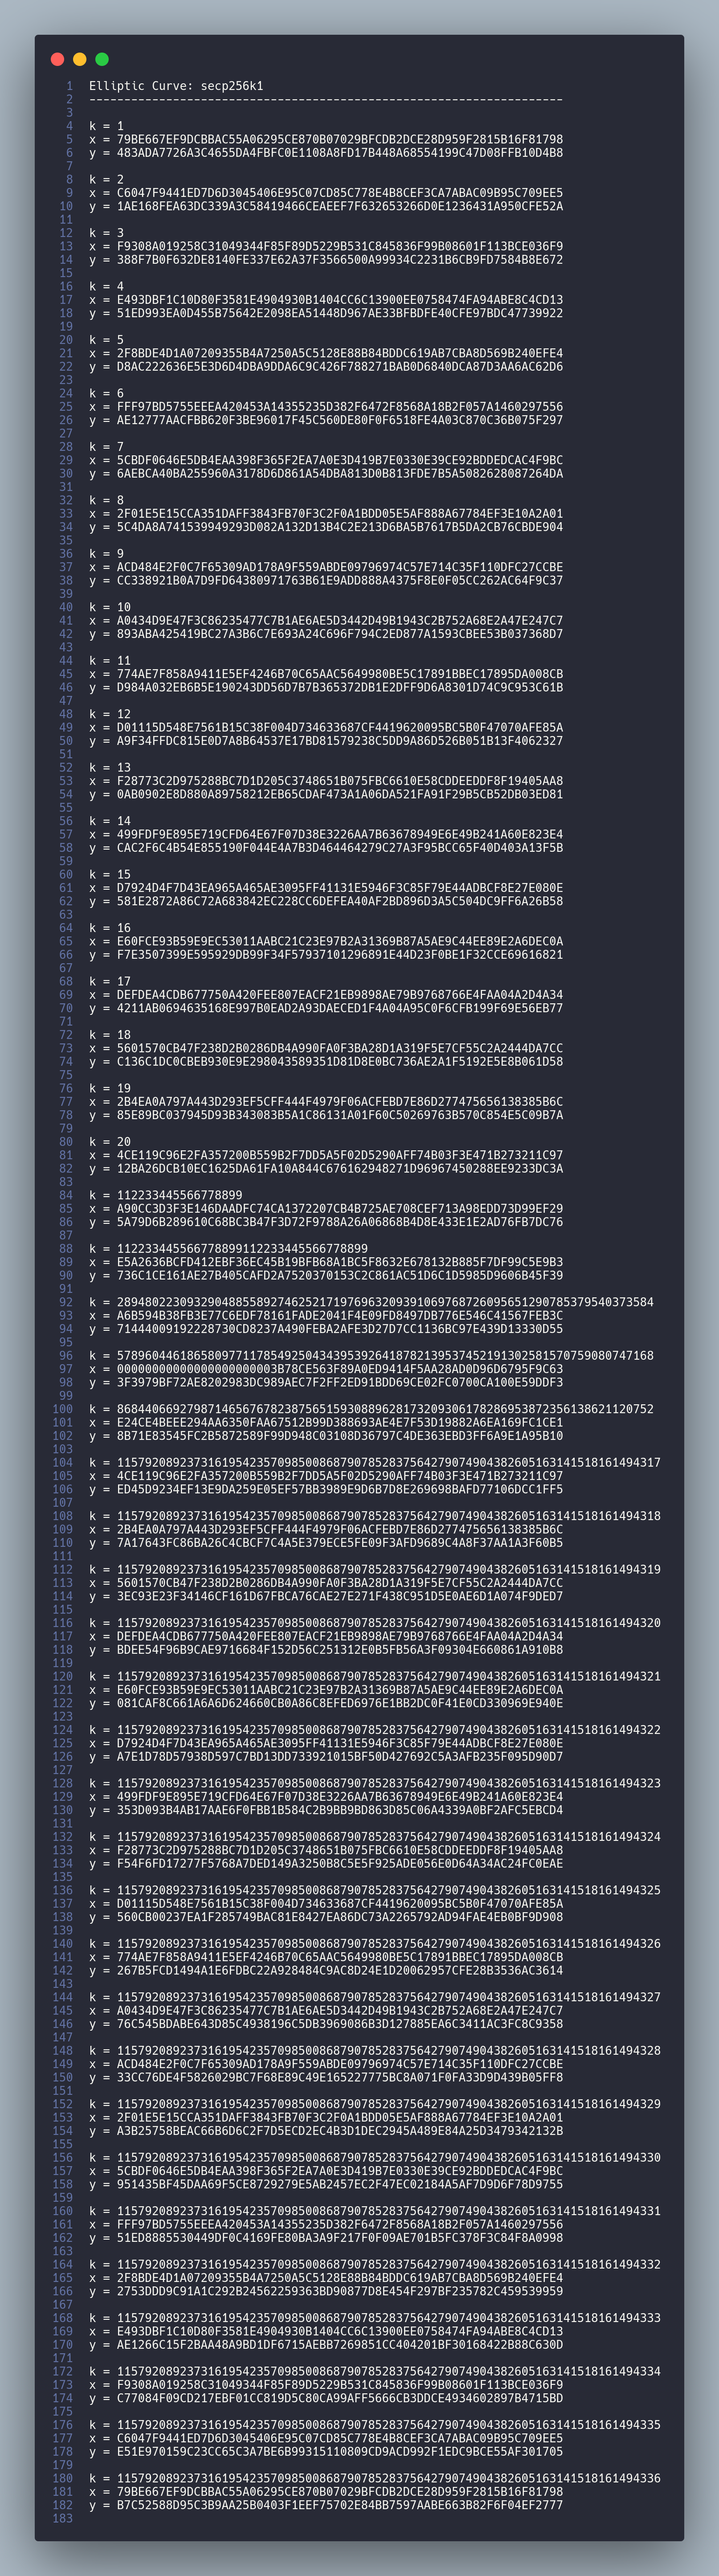 1 Elliptic Curve: secp256k1
2 --------------------------------------------------------------------
3
4 k = 1
5 x = 79BE667EF9DCBBAC55A06295CE870B07029BFCDB2DCE28D959F2815B16F81798
6 y = 483ADA7726A3C4655DA4FBFC0E1108A8FD17B448A68554199C47D08FFB10D4B8
7
8 k = 2
9 x = C6047F9441ED7D6D3045406E95C07CD85C778E4B8CEF3CA7ABAC09B95C709EE5
10 y = 1AE168FEA63DC339A3C58419466CEAEEF7F632653266D0E1236431A950CFE52A
11
12 k = 3
13 x = F9308A019258C31049344F85F89D5229B531C845836F99B08601F113BCE036F9
14 y = 388F7B0F632DE8140FE337E62A37F3566500A99934C2231B6CB9FD7584B8E672
15
16 k = 4
17 x = E493DBF1C10D80F3581E4904930B1404CC6C13900EE0758474FA94ABE8C4CD13
18 y = 51ED993EA0D455B75642E2098EA51448D967AE33BFBDFE40CFE97BDC47739922
19
20 k = 5
21 x = 2F8BDE4D1A07209355B4A7250A5C5128E88B84BDDC619AB7CBA8D569B240EFE4
22 y = D8AC222636E5E3D6D4DBA9DDA6C9C426F788271BAB0D6840DCA87D3AA6AC62D6
23
24 k = 6
25 x = FFF97BD5755EEEA420453A14355235D382F6472F8568A18B2F057A1460297556
26 y = AE12777AACFBB620F3BE96017F45C560DE80F0F6518FE4A03C870C36B075F297
27
28 k = 7
29 x = 5CBDF0646E5DB4EAA398F365F2EA7A0E3D419B7E0330E39CE92BDDEDCAC4F9BC
30 y = 6AEBCA40BA255960A3178D6D861A54DBA813D0B813FDE7B5A5082628087264DA
31
32 k = 8
33 x = 2F01E5E15CCA351DAFF3843FB70F3C2F0A1BDD05E5AF888A67784EF3E10A2A01
34 y = 5C4DA8A741539949293D082A132D13B4C2E213D6BA5B7617B5DA2CB76CBDE904
35
36 k = 9
37 x = ACD484E2F0C7F65309AD178A9F559ABDE09796974C57E714C35F110DFC27CCBE
38 y = CC338921B0A7D9FD64380971763B61E9ADD888A4375F8E0F05CC262AC64F9C37
39
40 k = 10
41 x = A0434D9E47F3C86235477C7B1AE6AE5D3442D49B1943C2B752A68E2A47E247C7
42 y = 893ABA425419BC27A3B6C7E693A24C696F794C2ED877A1593CBEE53B037368D7
43
44 k = 11
45 x = 774AE7F858A9411E5EF4246B70C65AAC5649980BE5C17891BBEC17895DA008CB
46 y = D984A032EB6B5E190243DD56D7B7B365372DB1E2DFF9D6A8301D74C9C953C61B
47
48 k = 12
49 x = D01115D548E7561B15C38F004D734633687CF4419620095BC5B0F47070AFE85A
50 y = A9F34FFDC815E0D7A8B64537E17BD81579238C5DD9A86D526B051B13F4062327
51
52 k = 13
53 x = F28773C2D975288BC7D1D205C3748651B075FBC6610E58CDDEEDDF8F19405AA8
54 y = 0AB0902E8D880A89758212EB65CDAF473A1A06DA521FA91F29B5CB52DB03ED81
55
56 k = 14
57 x = 499FDF9E895E719CFD64E67F07D38E3226AA7B63678949E6E49B241A60E823E4
58 y = CAC2F6C4B54E855190F044E4A7B3D464464279C27A3F95BCC65F40D403A13F5B
59
60 k = 15
61 x = D7924D4F7D43EA965A465AE3095FF41131E5946F3C85F79E44ADBCF8E27E080E
62 y = 581E2872A86C72A683842EC228CC6DEFEA40AF2BD896D3A5C504DC9FF6A26B58
63
64 k = 16
65 x = E60FCE93B59E9EC53011AABC21C23E97B2A31369B87A5AE9C44EE89E2A6DEC0A
66 y = F7E3507399E595929DB99F34F57937101296891E44D23F0BE1F32CCE69616821
67
68 k = 17
69 x = DEFDEA4CDB677750A420FEE807EACF21EB9898AE79B9768766E4FAA04A2D4A34
70 y = 4211AB0694635168E997B0EAD2A93DAECED1F4A04A95C0F6CFB199F69E56EB77
71
72 k = 18
73 x = 5601570CB47F238D2B0286DB4A990FA0F3BA28D1A319F5E7CF55C2A2444DA7CC
74 y = C136C1DC0CBEB930E9E298043589351D81D8E0BC736AE2A1F5192E5E8B061D58
75
76 k = 19
77 x = 2B4EA0A797A443D293EF5CFF444F4979F06ACFEBD7E86D277475656138385B6C
78 y = 85E89BC037945D93B343083B5A1C86131A01F60C50269763B570C854E5C09B7A
79
80 k = 20
81 x = 4CE119C96E2FA357200B559B2F7DD5A5F02D5290AFF74B03F3E471B273211C97
82 y = 12BA26DCB10EC1625DA61FA10A844C676162948271D96967450288EE9233DC3A
83
84 k = 112233445566778899
85 x = A90CC3D3F3E146DAADFC74CA1372207CB4B725AE708CEF713A98EDD73D99EF29
86 y = 5A79D6B289610C68BC3B47F3D72F9788A26A06868B4D8E433E1E2AD76FB7DC76
87
88 k = 112233445566778899112233445566778899
89 x = E5A2636BCFD412EBF36EC45B19BFB68A1BC5F8632E678132B885F7DF99C5E9B3
90 y = 736C1CE161AE27B405CAFD2A7520370153C2C861AC51D6C1D5985D9606B45F39
91
92 k = 28948022309329048855892746252171976963209391069768726095651290785379540373584
93 x = A6B594B38FB3E77C6EDF78161FADE2041F4E09FD8497DB776E546C41567FEB3C
94 y = 71444009192228730CD8237A490FEBA2AFE3D27D7CC1136BC97E439D13330D55
95
96 k = 57896044618658097711785492504343953926418782139537452191302581570759080747168
97 x = 00000000000000000000003B78CE563F89A0ED9414F5AA28AD0D96D6795F9C63
98 y = 3F3979BF72AE8202983DC989AEC7F2FF2ED91BDD69CE02FC0700CA100E59DDF3
99
100 k = 86844066927987146567678238756515930889628173209306178286953872356138621120752
101 x = E24CE4BEEE294AA6350FAA67512B99D388693AE4E7F53D19882A6EA169FC1CE1
102 y = 8B71E83545FC2B5872589F99D948C03108D36797C4DE363EBD3FF6A9E1A95B10
103
104 k = 115792089237316195423570985008687907852837564279074904382605163141518161494317
105 x = 4CE119C96E2FA357200B559B2F7DD5A5F02D5290AFF74B03F3E471B273211C97
106 y = ED45D9234EF13E9DA259E05EF57BB3989E9D6B7D8E269698BAFD77106DCC1FF5
107
108 k = 115792089237316195423570985008687907852837564279074904382605163141518161494318
109 x = 2B4EA0A797A443D293EF5CFF444F4979F06ACFEBD7E86D277475656138385B6C
110 y = 7A17643FC86BA26C4CBCF7C4A5E379ECE5FE09F3AFD9689C4A8F37AA1A3F60B5
111
112 k = 115792089237316195423570985008687907852837564279074904382605163141518161494319
113 x = 5601570CB47F238D2B0286DB4A990FA0F3BA28D1A319F5E7CF55C2A2444DA7CC
114 y = 3EC93E23F34146CF161D67FBCA76CAE27E271F438C951D5E0AE6D1A074F9DED7
115
116 k = 115792089237316195423570985008687907852837564279074904382605163141518161494320
117 x = DEFDEA4CDB677750A420FEE807EACF21EB9898AE79B9768766E4FAA04A2D4A34
118 y = BDEE54F96B9CAE9716684F152D56C251312E0B5FB56A3F09304E660861A910B8
119
120 k = 115792089237316195423570985008687907852837564279074904382605163141518161494321
121 x = E60FCE93B59E9EC53011AABC21C23E97B2A31369B87A5AE9C44EE89E2A6DEC0A
122 y = 081CAF8C661A6A6D624660CB0A86C8EFED6976E1BB2DC0F41E0CD330969E940E
123
124 k = 115792089237316195423570985008687907852837564279074904382605163141518161494322
125 x = D7924D4F7D43EA965A465AE3095FF41131E5946F3C85F79E44ADBCF8E27E080E
126 y = A7E1D78D57938D597C7BD13DD733921015BF50D427692C5A3AFB235F095D90D7
127
128 k = 115792089237316195423570985008687907852837564279074904382605163141518161494323
129 x = 499FDF9E895E719CFD64E67F07D38E3226AA7B63678949E6E49B241A60E823E4
130 y = 353D093B4AB17AAE6F0FBB1B584C2B9BB9BD863D85C06A4339A0BF2AFC5EBCD4
131
132 k = 115792089237316195423570985008687907852837564279074904382605163141518161494324
133 x = F28773C2D975288BC7D1D205C3748651B075FBC6610E58CDDEEDDF8F19405AA8
134 y = F54F6FD17277F5768A7DED149A3250B8C5E5F925ADE056E0D64A34AC24FC0EAE
135
136 k = 115792089237316195423570985008687907852837564279074904382605163141518161494325
137 x = D01115D548E7561B15C38F004D734633687CF4419620095BC5B0F47070AFE85A
138 y = 560CB00237EA1F285749BAC81E8427EA86DC73A2265792AD94FAE4EB0BF9D908
139
140 k = 115792089237316195423570985008687907852837564279074904382605163141518161494326
141 x = 774AE7F858A9411E5EF4246B70C65AAC5649980BE5C17891BBEC17895DA008CB
142 y = 267B5FCD1494A1E6FDBC22A928484C9AC8D24E1D20062957CFE28B3536AC3614
143
144 k = 115792089237316195423570985008687907852837564279074904382605163141518161494327
145 x = A0434D9E47F3C86235477C7B1AE6AE5D3442D49B1943C2B752A68E2A47E247C7
146 y = 76C545BDABE643D85C4938196C5DB3969086B3D127885EA6C3411AC3FC8C9358
147
148 k = 115792089237316195423570985008687907852837564279074904382605163141518161494328
149 x = ACD484E2F0C7F65309AD178A9F559ABDE09796974C57E714C35F110DFC27CCBE
150 y = 33CC76DE4F5826029BC7F68E89C49E165227775BC8A071F0FA33D9D439B05FF8
151
152 k = 115792089237316195423570985008687907852837564279074904382605163141518161494329
153 x = 2F01E5E15CCA351DAFF3843FB70F3C2F0A1BDD05E5AF888A67784EF3E10A2A01
154 y = A3B25758BEAC66B6D6C2F7D5ECD2EC4B3D1DEC2945A489E84A25D3479342132B
155
156 k = 115792089237316195423570985008687907852837564279074904382605163141518161494330
157 x = 5CBDF0646E5DB4EAA398F365F2EA7A0E3D419B7E0330E39CE92BDDEDCAC4F9BC
158 y = 951435BF45DAA69F5CE8729279E5AB2457EC2F47EC02184A5AF7D9D6F78D9755
159
160 k = 115792089237316195423570985008687907852837564279074904382605163141518161494331
161 x = FFF97BD5755EEEA420453A14355235D382F6472F8568A18B2F057A1460297556
162 y = 51ED8885530449DF0C4169FE80BA3A9F217F0F09AE701B5FC378F3C84F8A0998
163
164 k = 115792089237316195423570985008687907852837564279074904382605163141518161494332
165 x = 2F8BDE4D1A07209355B4A7250A5C5128E88B84BDDC619AB7CBA8D569B240EFE4
166 y = 2753DDD9C91A1C292B24562259363BD90877D8E454F297BF235782C459539959
167
168 k = 115792089237316195423570985008687907852837564279074904382605163141518161494333
169 x = E493DBF1C10D80F3581E4904930B1404CC6C13900EE0758474FA94ABE8C4CD13
170 y = AE1266C15F2BAA48A9BD1DF6715AEBB7269851CC404201BF30168422B88C630D
171
172 k = 115792089237316195423570985008687907852837564279074904382605163141518161494334
173 x = F9308A019258C31049344F85F89D5229B531C845836F99B08601F113BCE036F9
174 y = C77084F09CD217EBF01CC819D5C80CA99AFF5666CB3DDCE4934602897B4715BD
175
176 k = 115792089237316195423570985008687907852837564279074904382605163141518161494335
177 x = C6047F9441ED7D6D3045406E95C07CD85C778E4B8CEF3CA7ABAC09B95C709EE5
178 y = E51E970159C23CC65C3A7BE6B99315110809CD9ACD992F1EDC9BCE55AF301705
179
180 k = 115792089237316195423570985008687907852837564279074904382605163141518161494336
181 x = 79BE667EF9DCBBAC55A06295CE870B07029BFCDB2DCE28D959F2815B16F81798
182 y = B7C52588D95C3B9AA25B0403F1EEF75702E84BB7597AABE663B82F6F04EF2777
183